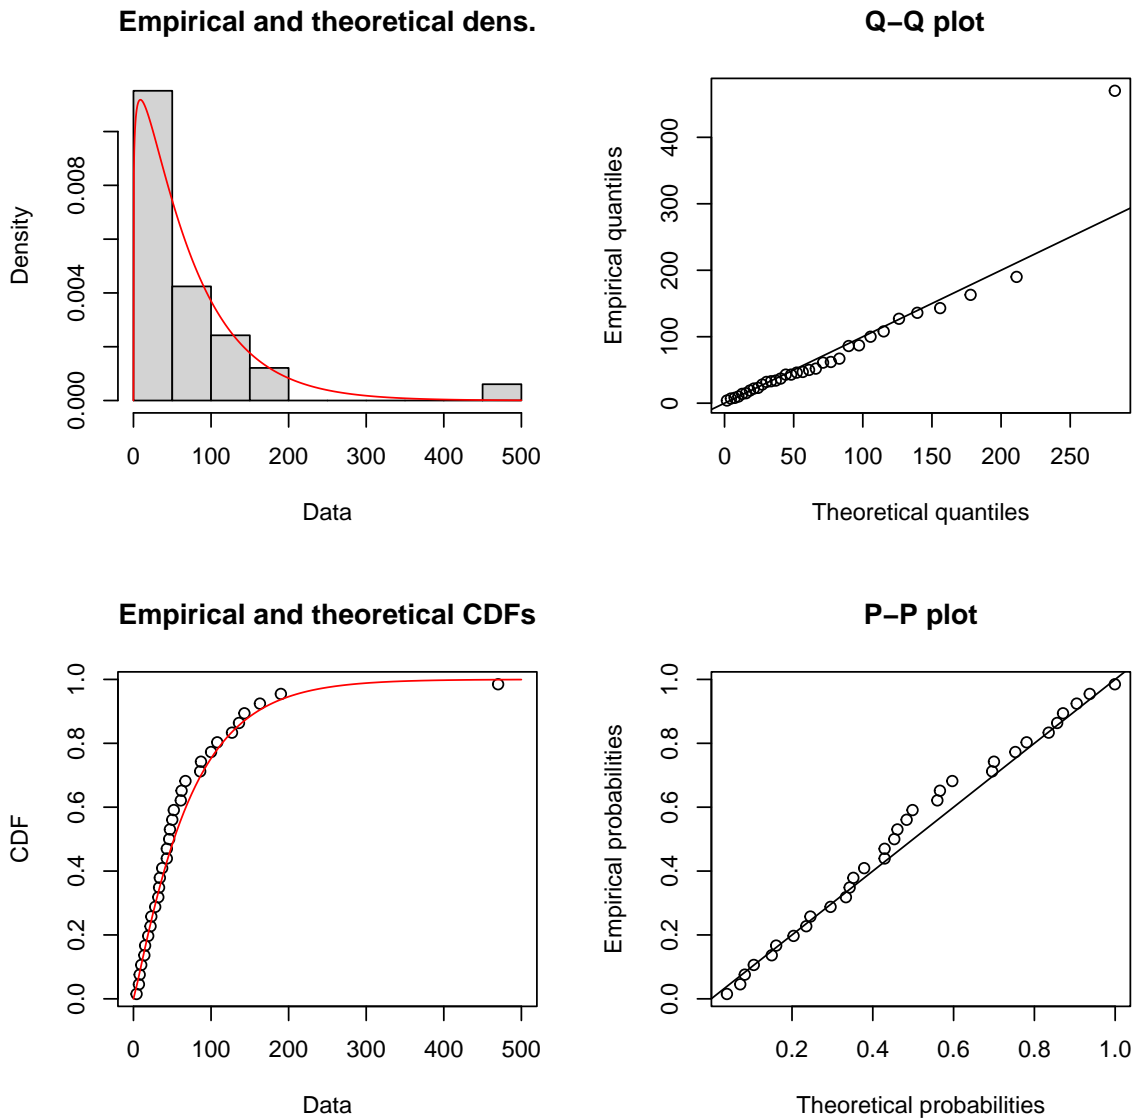 Empirical and theoretical dens.
Density
0.000
0.004
0.008
0 100 200 300 400 500
Data
Q−Q plot
Empirical quantiles
0 100 200 300 400
0 50 100 150 200 250
Theoretical quantiles
Empirical and theoretical CDFs
CDF
0.0 0.2 0.4 0.6 0.8 1.0
0 100 200 300 400 500
Data
P−P plot
Empirical probabilities
0.0 0.2 0.4 0.6 0.8 1.0
0.2 0.4 0.6 0.8 1.0
Theoretical probabilities